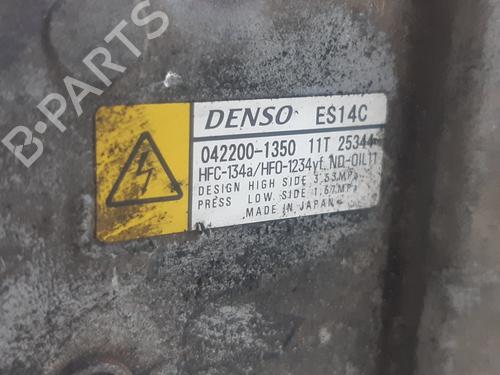 B-PARTS
DENSO ES14C
042200-1350 11T 25344
HFC-134a/HFO-1234yf, ND-OIL11
DESIGN HIGH SIDE 3.53MPa
PRESS LOW. SIDE 1.67MPa
MADE IN JAPAN